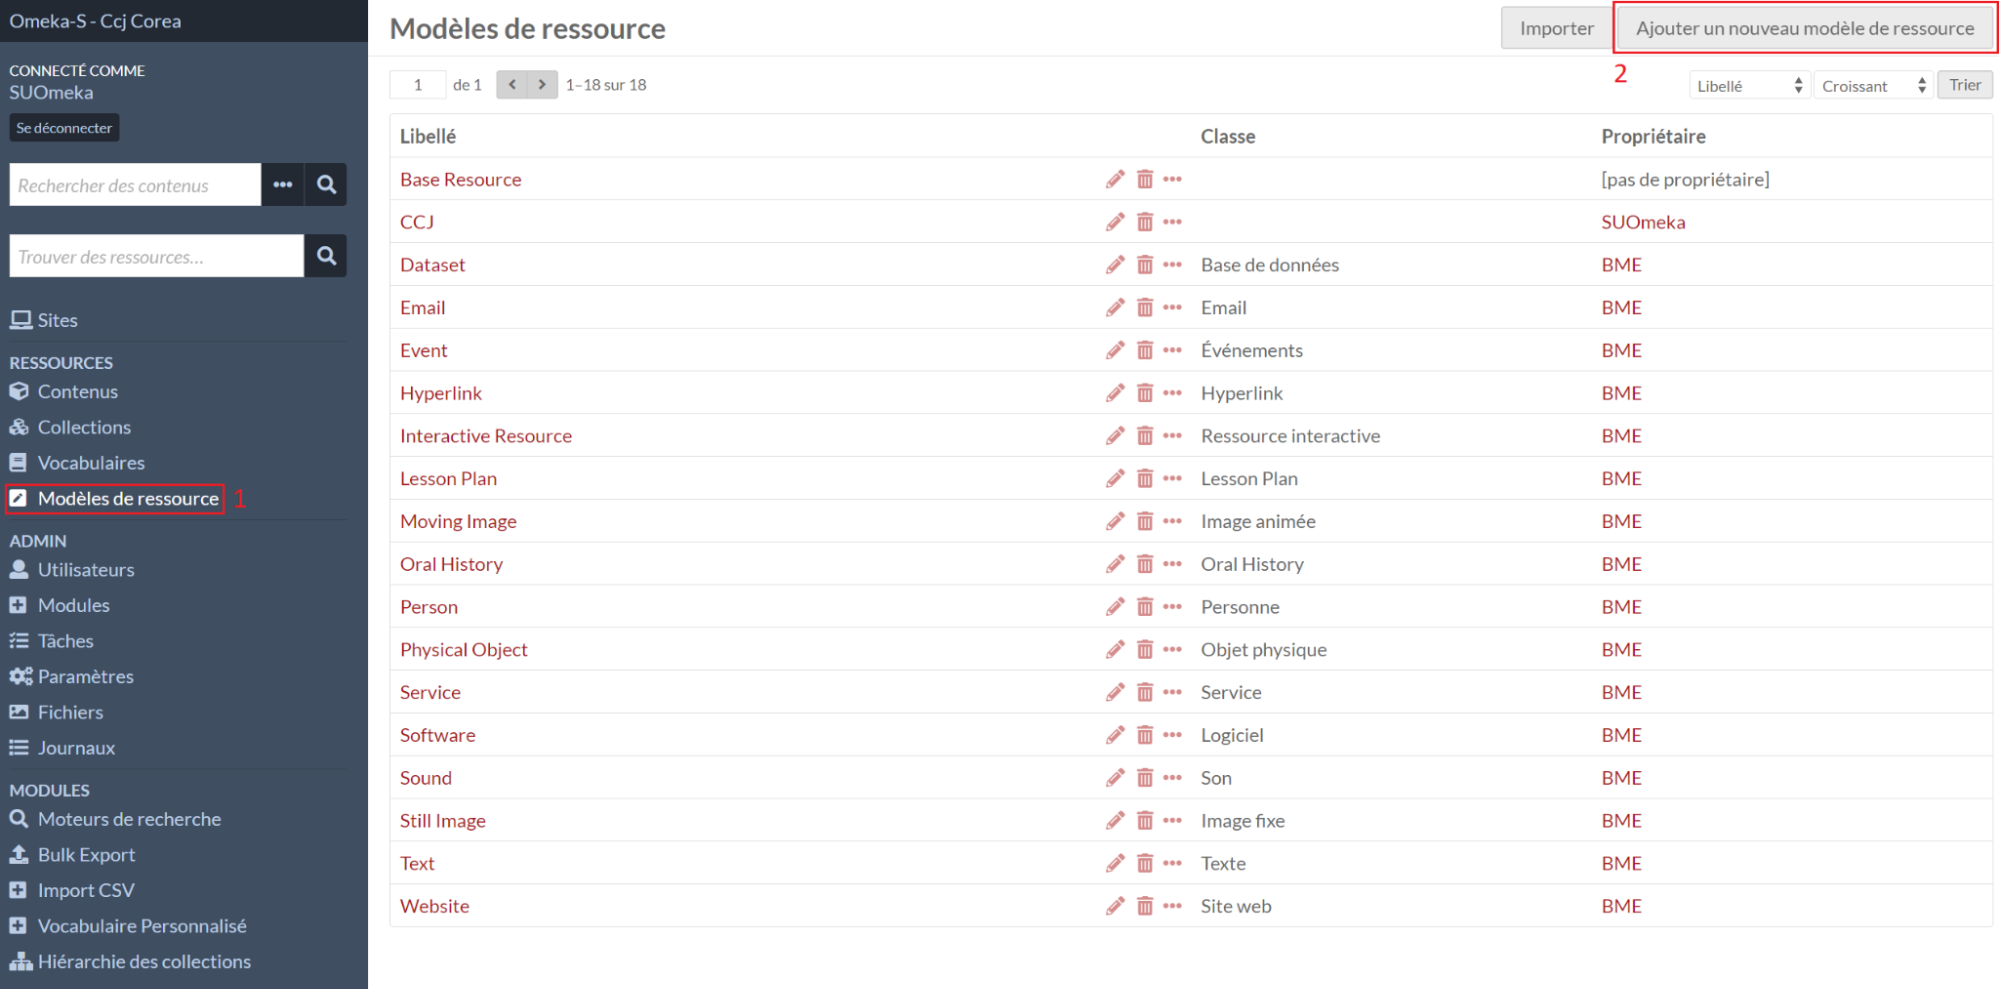 Omeka-S - Ccj Corea
CONNECTÉ COMME
SUOmeka
Se déconnecter
Rechercher des contenus
Trouver des ressources...
Sites
RESSOURCES
Contenus
Collections
Vocabulaires
Modèles de ressource 1
ADMIN
Utilisateurs
Modules
Tâches
Paramètres
Fichiers
Journaux
MODULES
Moteurs de recherche
Bulk Export
Import CSV
Vocabulaire Personnalisé
Hiérarchie des collections
Modèles de ressource
Importer Ajouter un nouveau modèle de ressource
2
1 de 1 < > 1–18 sur 18
Libellé Croissant Trier
Libellé Classe Propriétaire
Base Resource [pas de propriétaire]
CCJ SUOmeka
Dataset Base de données BME
Email Email BME
Event Événements BME
Hyperlink Hyperlink BME
Interactive Resource Ressource interactive BME
Lesson Plan Lesson Plan BME
Moving Image Image animée BME
Oral History Oral History BME
Person Personne BME
Physical Object Objet physique BME
Service Service BME
Software Logiciel BME
Sound Son BME
Still Image Image fixe BME
Text Texte BME
Website Site web BME